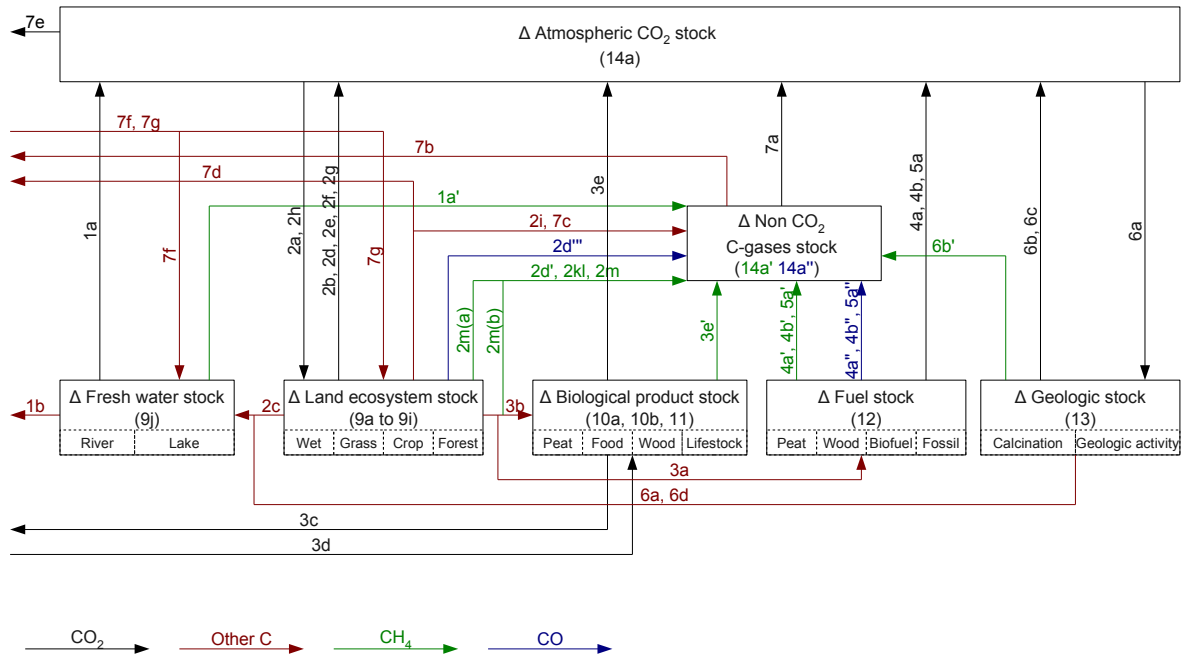 7e
Δ Atmospheric CO₂ stock
(14a)
7f, 7g
7b
7d
1a
7f
1a'
2a, 2h
2b, 2d, 2e, 2f, 2g
7g
2i, 7c
2d'''
2d', 2kl, 2m
2m(a)
2m(b)
3e
7a
Δ Non CO₂
C-gases stock
(14a' 14a'')
3e'
4a', 4b', 5a'
4a'', 4b'', 5a''
4a, 4b, 5a
6b'
6b, 6c
6a
1b
Δ Fresh water stock
(9j)
River Lake
2c
Δ Land ecosystem stock
(9a to 9i)
Wet Grass Crop Forest
3b
Δ Biological product stock
(10a, 10b, 11)
Peat Food Wood Lifestock
Δ Fuel stock
(12)
Peat Wood Biofuel Fossil
Δ Geologic stock
(13)
Calcination Geologic activity
3a
6a, 6d
3c
3d
CO₂ Other C CH₄ CO